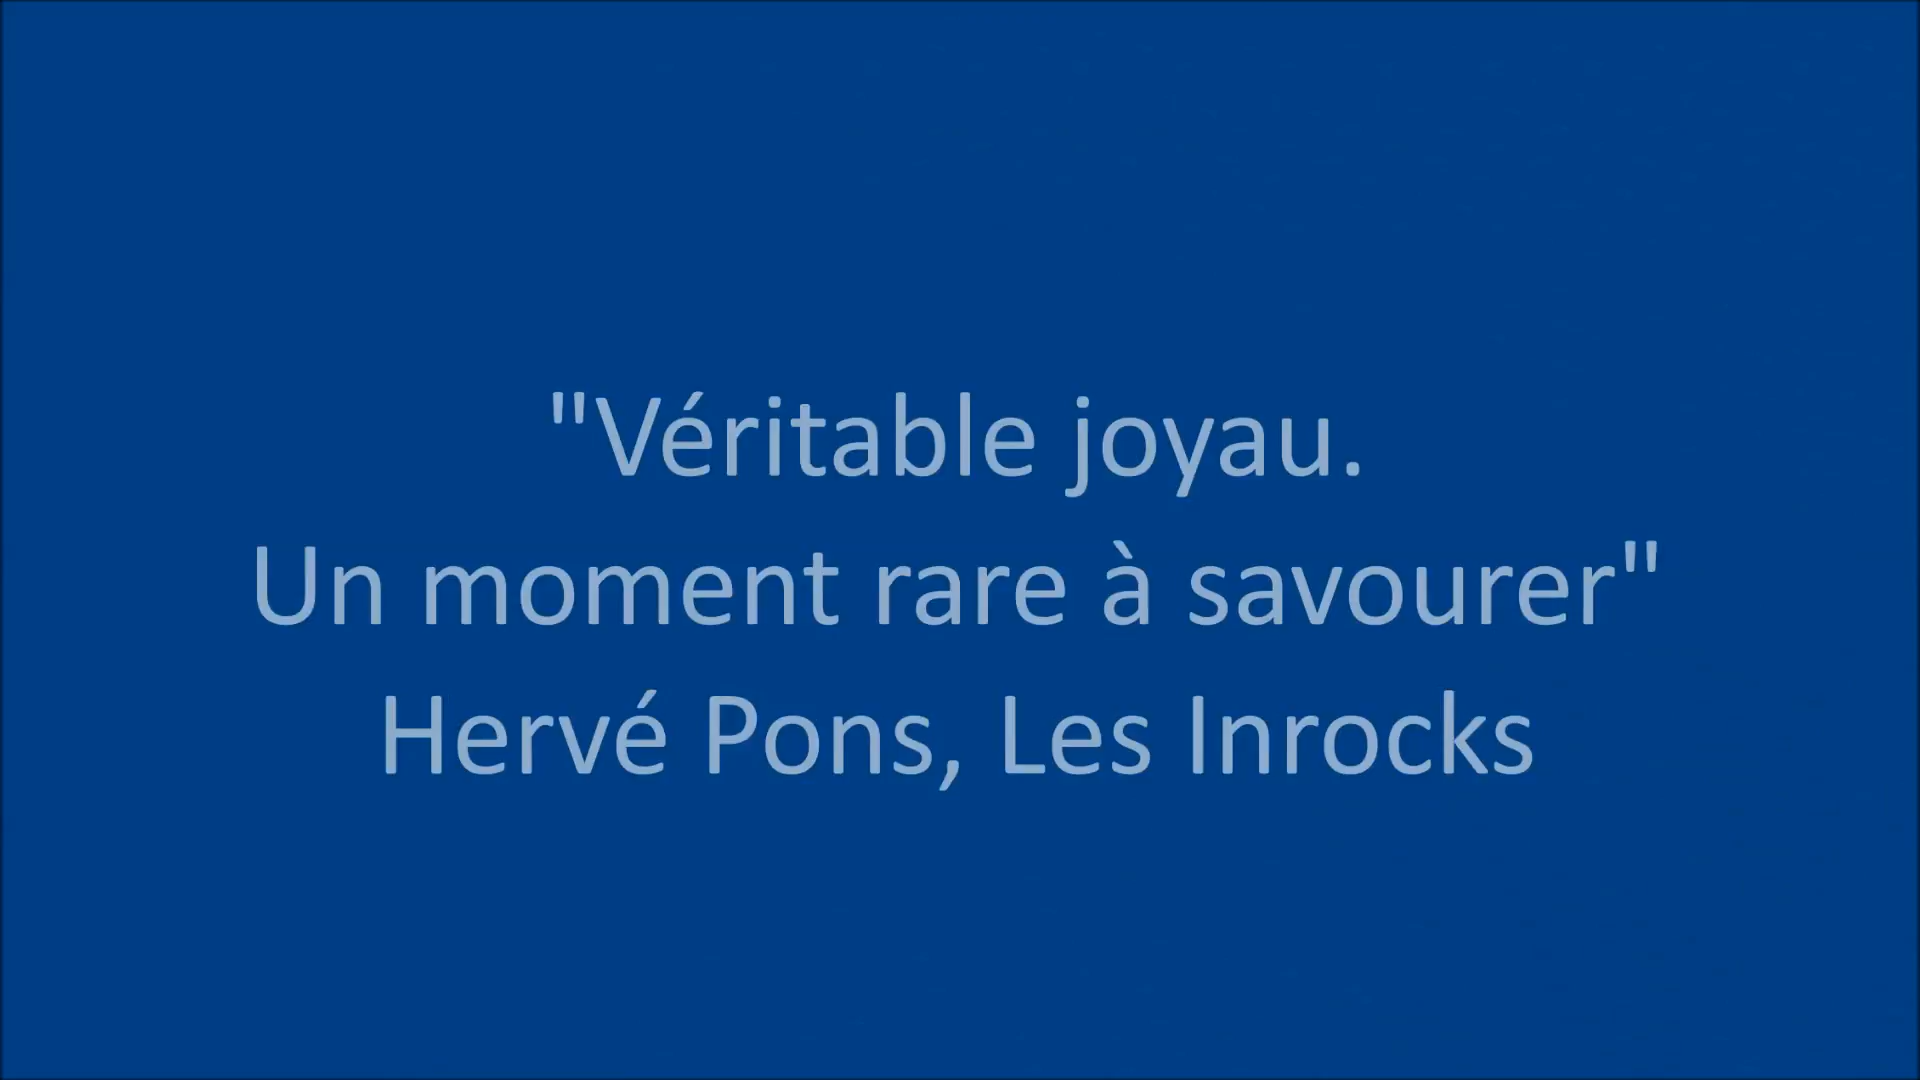 "Véritable joyau.
Un moment rare à savourer"
Hervé Pons, Les Inrocks